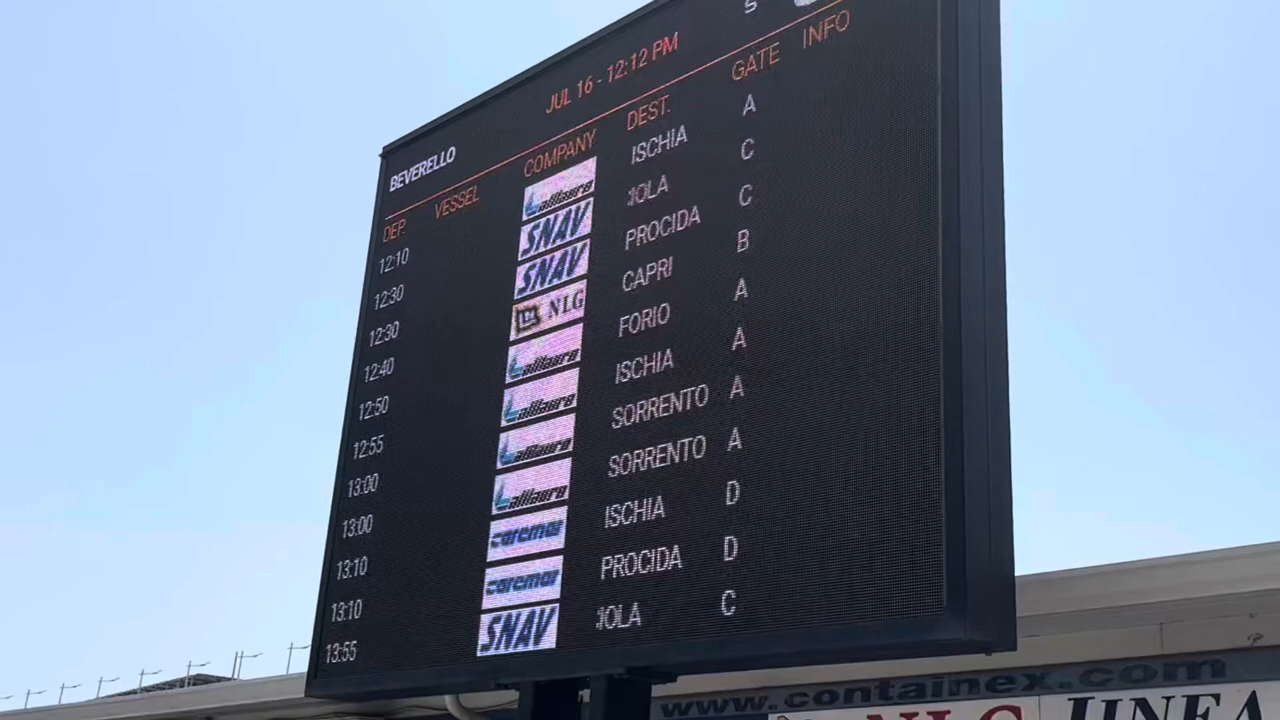 S
JUL 16 - 12:12 PM
BEVERELLO
DEP. VESSEL COMPANY DEST. GATE INFO
12:10 alilauro ISCHIA A
12:30 SNAV IOLA C
12:30 SNAV PROCIDA C
12:40 NLG CAPRI B
12:50 alilauro FORIO A
12:55 alilauro ISCHIA A
13:00 alilauro SORRENTO A
13:00 alilauro SORRENTO A
13:10 caremar ISCHIA D
13:10 caremar PROCIDA D
13:55 SNAV IOLA C
www.containex.com
NLG LINEA